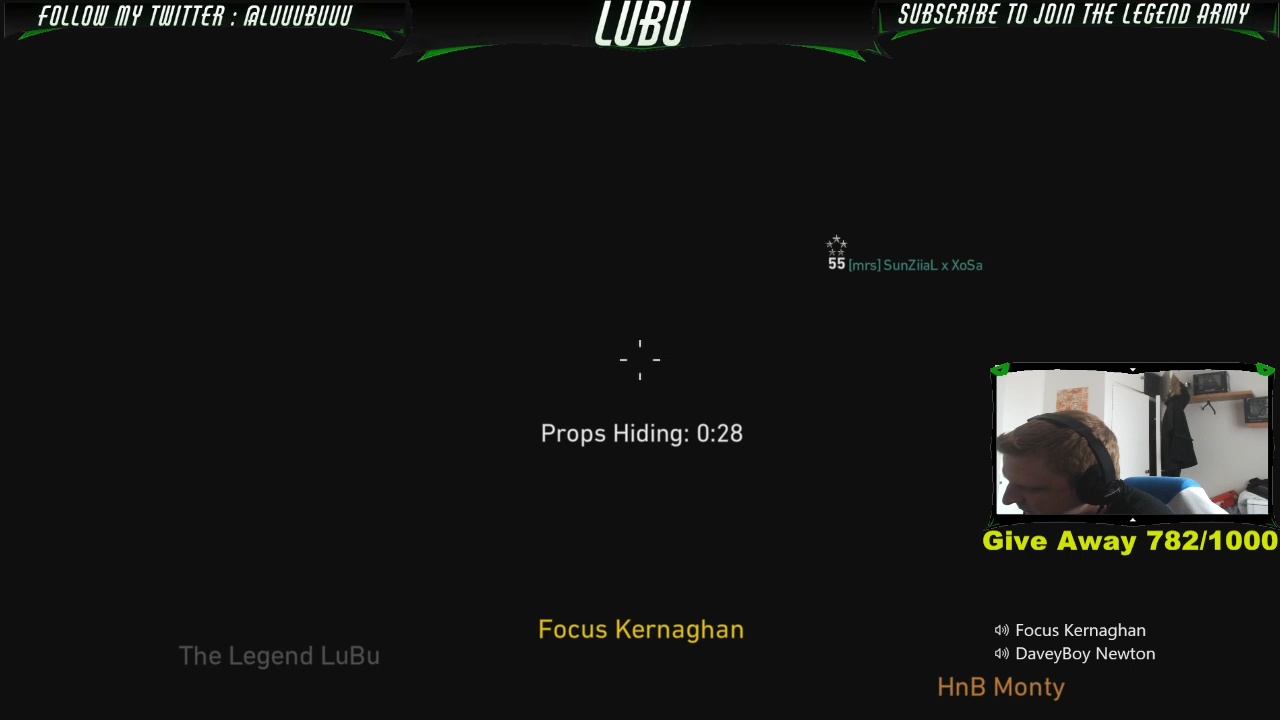 FOLLOW MY TWITTER : @LUUUBUUU
LUBU
SUBSCRIBE TO JOIN THE LEGEND ARMY
55 [mrs] SunZiiaL x XoSa
Props Hiding: 0:28
Give Away 782/1000
Focus Kernaghan
The Legend LuBu
Focus Kernaghan
DaveyBoy Newton
HnB Monty